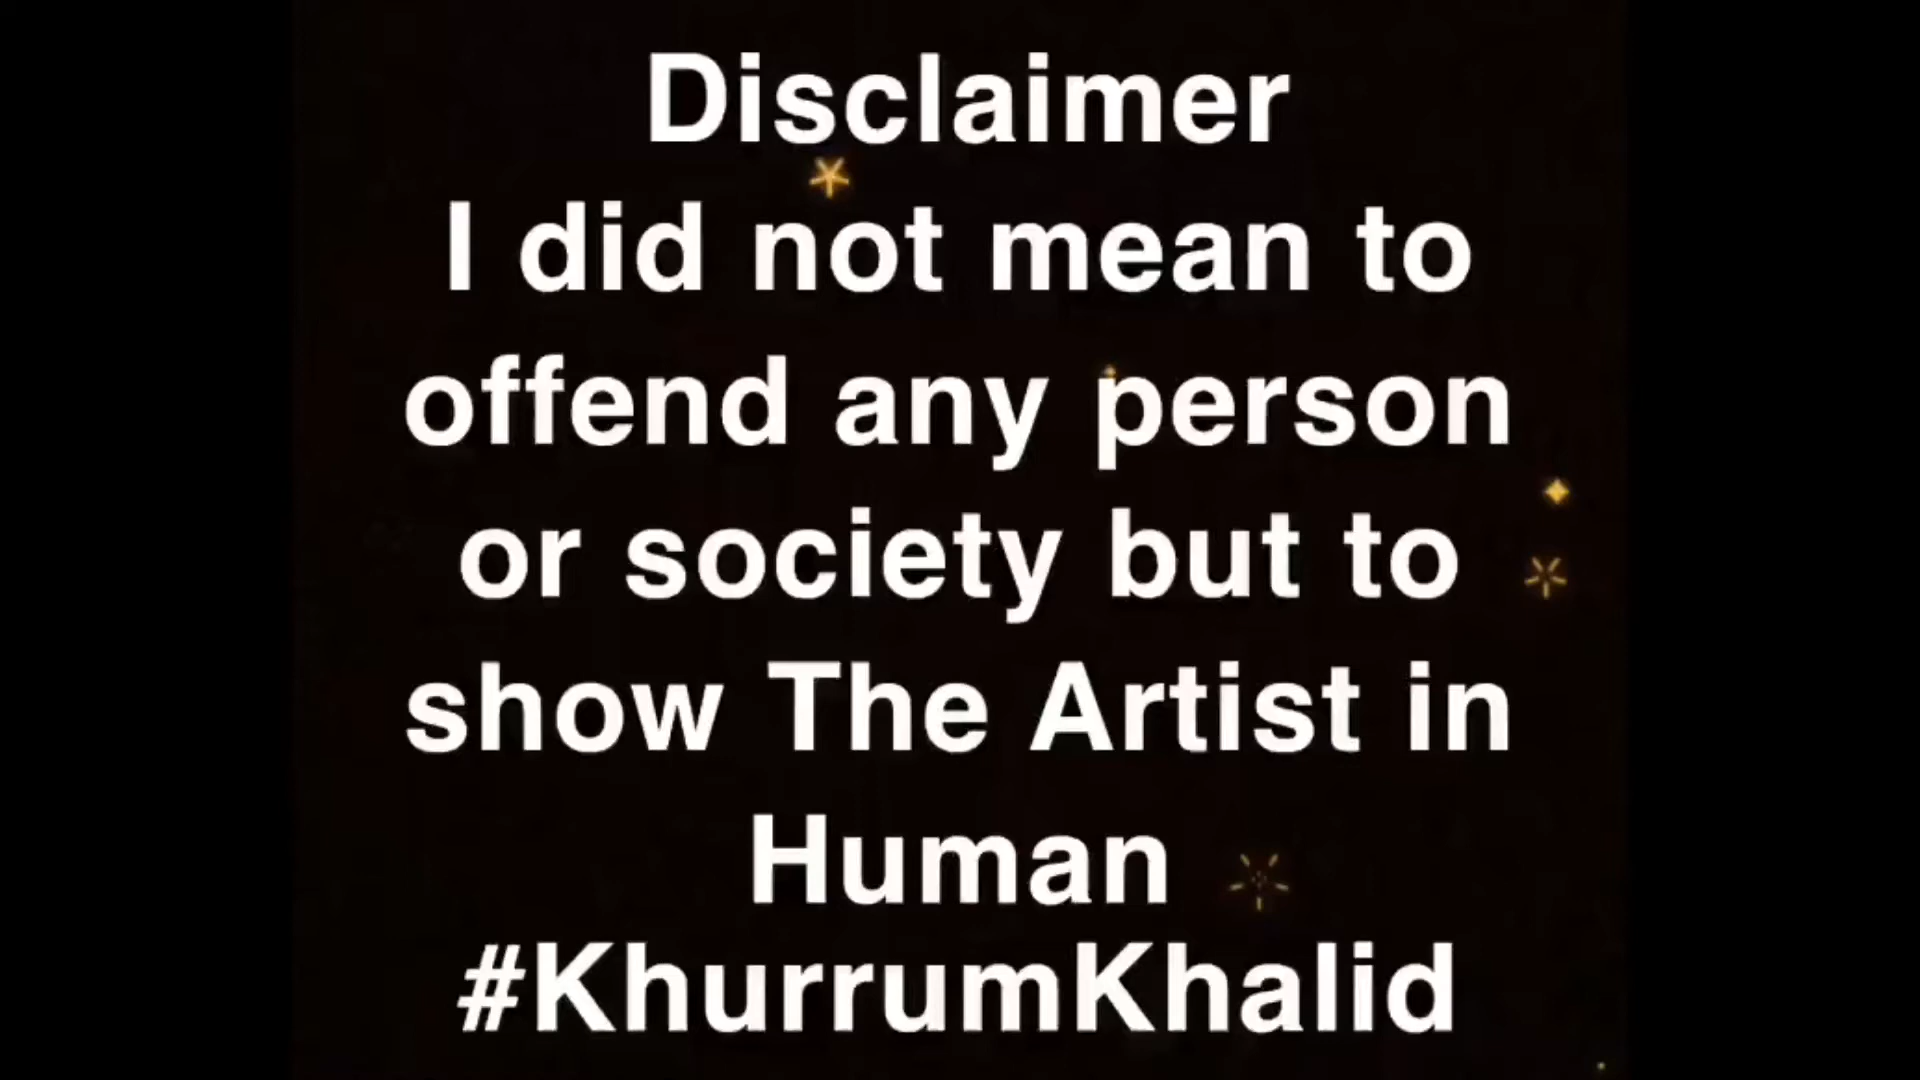 Disclaimer
I did not mean to
offend any person
or society but to
show The Artist in
Human
#KhurrumKhalid